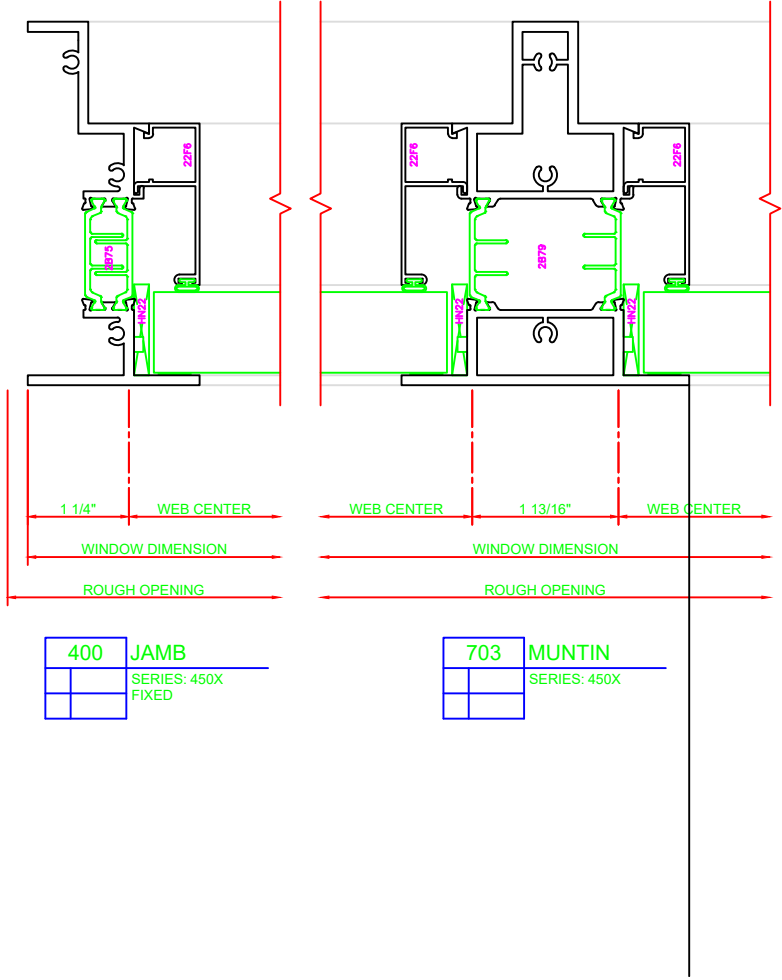 22F6
22F6
22F6
2B75
2B79
HN22
HN22
HN22
1 1/4"
WEB CENTER
WEB CENTER
1 13/16"
WEB CENTER
WINDOW DIMENSION
WINDOW DIMENSION
ROUGH OPENING
ROUGH OPENING
400
JAMB
SERIES: 450X
FIXED
703
MUNTIN
SERIES: 450X